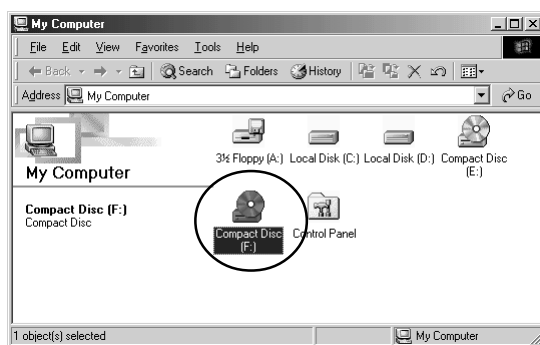 My Computer
File Edit View Favorites Tools Help
Back Search Folders History
Address My Computer Go
3½ Floppy (A:) Local Disk (C:) Local Disk (D:) Compact Disc
(E:)
My Computer
Compact Disc (F:)
Compact Disc
Compact Disc Control Panel
(F:)
1 object(s) selected My Computer